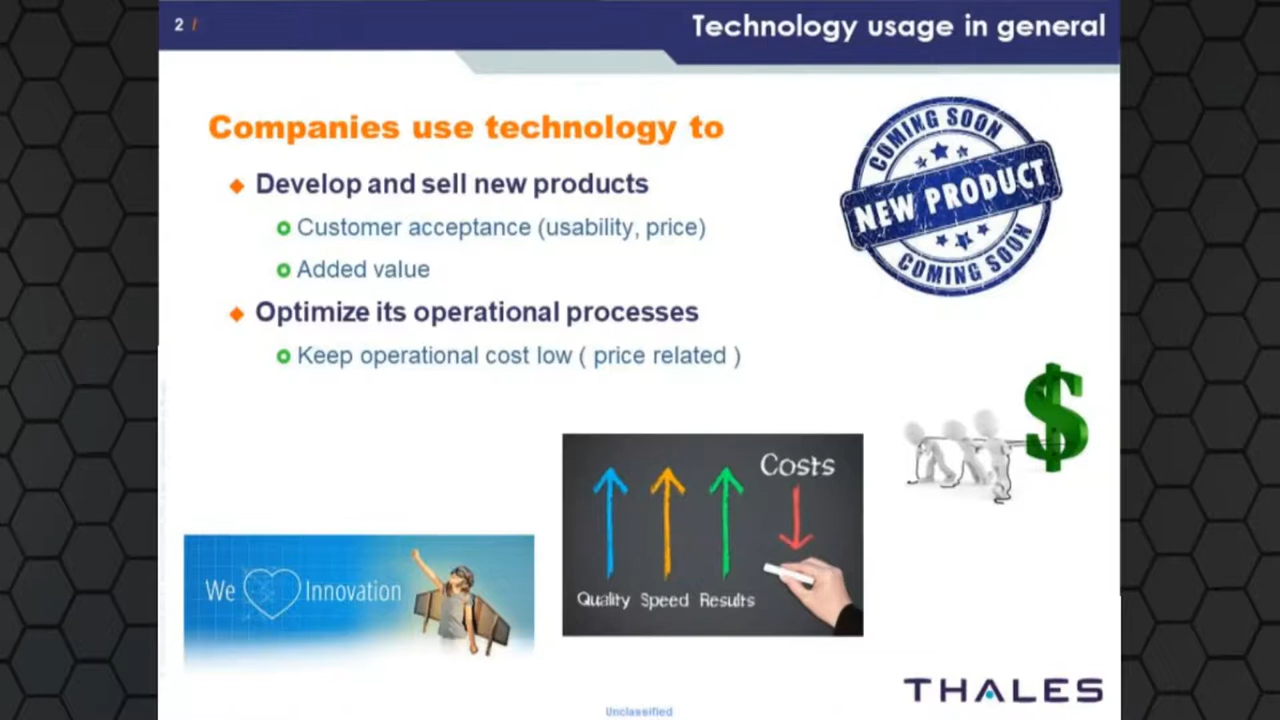 2 /
Technology usage in general
Companies use technology to
Develop and sell new products
Customer acceptance (usability, price)
Added value
Optimize its operational processes
Keep operational cost low ( price related )
COMING SOON
NEW PRODUCT
COMING SOON
$
Costs
Quality Speed Results
We Innovation
THALES
Unclassified